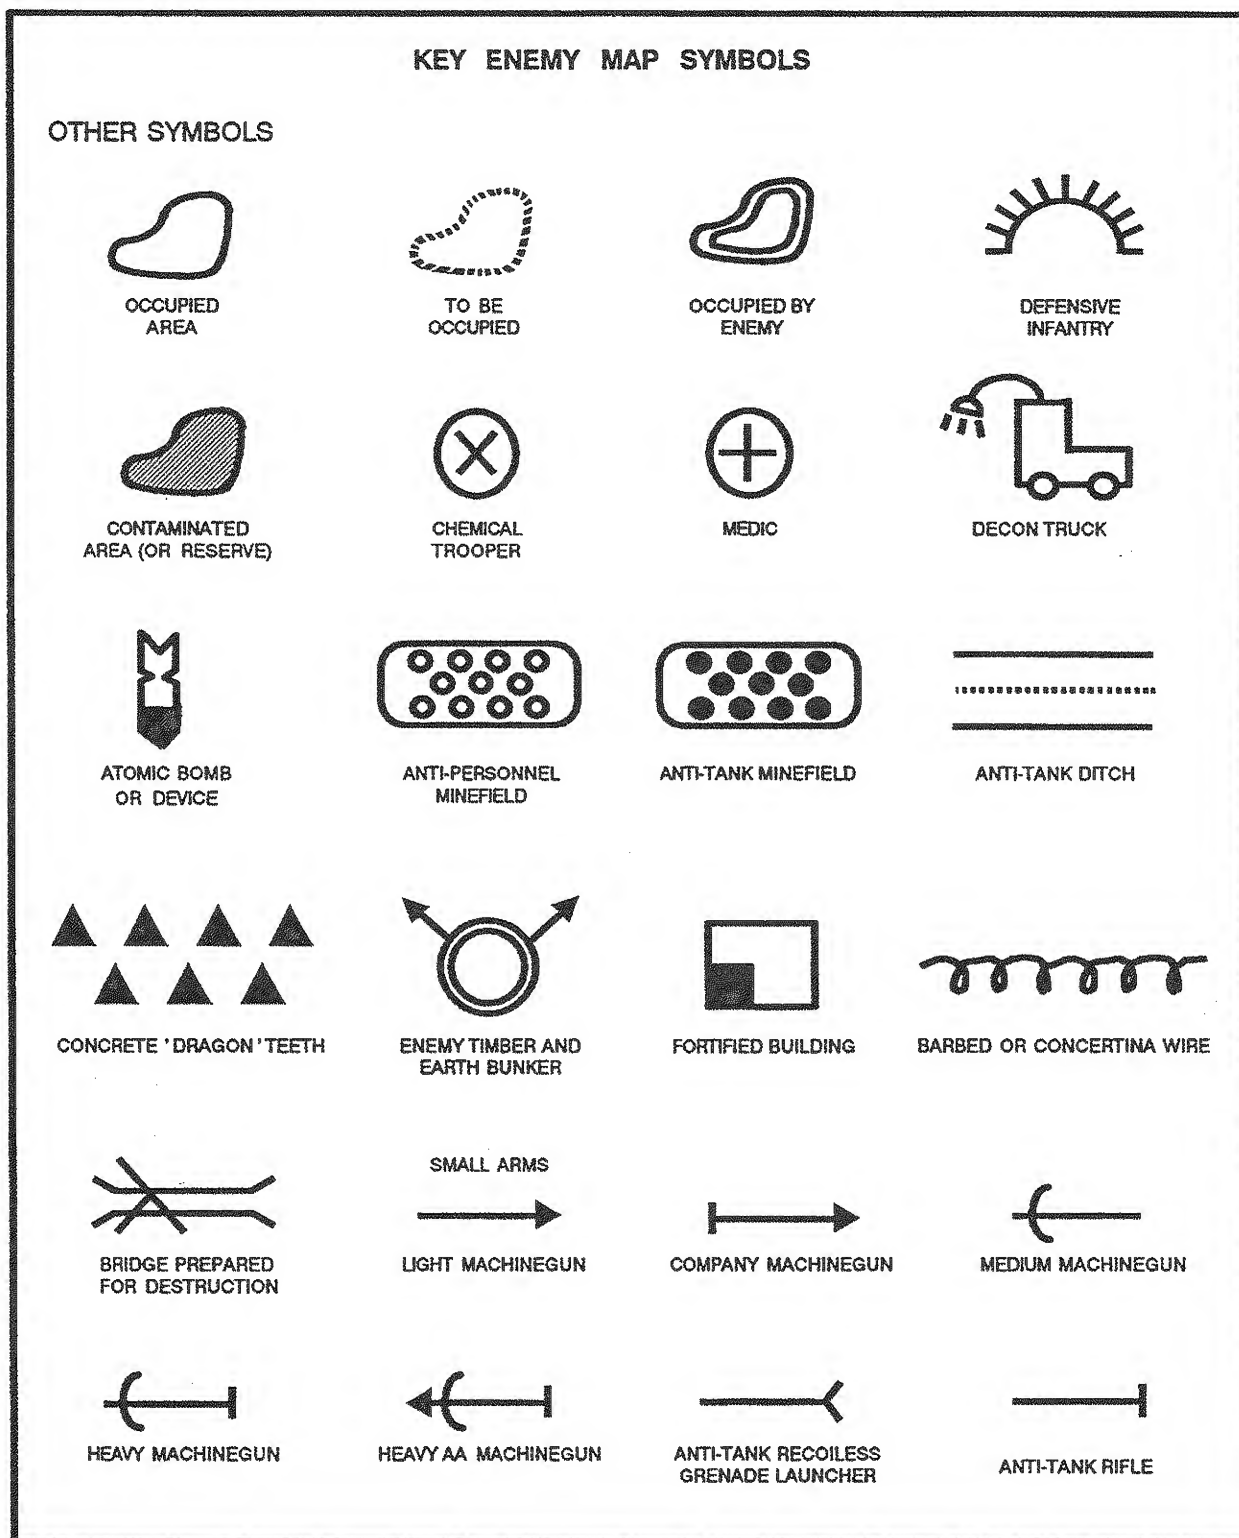 KEY ENEMY MAP SYMBOLS
OTHER SYMBOLS
OCCUPIED
AREA
TO BE
OCCUPIED
OCCUPIED BY
ENEMY
DEFENSIVE
INFANTRY
CONTAMINATED
AREA (OR RESERVE)
CHEMICAL
TROOPER
MEDIC
DECON TRUCK
ATOMIC BOMB
OR DEVICE
ANTI-PERSONNEL
MINEFIELD
ANTI-TANK MINEFIELD
ANTI-TANK DITCH
CONCRETE 'DRAGON' TEETH
ENEMY TIMBER AND
EARTH BUNKER
FORTIFIED BUILDING
BARBED OR CONCERTINA WIRE
BRIDGE PREPARED
FOR DESTRUCTION
SMALL ARMS
LIGHT MACHINEGUN
COMPANY MACHINEGUN
MEDIUM MACHINEGUN
HEAVY MACHINEGUN
HEAVY AA MACHINEGUN
ANTI-TANK RECOILESS
GRENADE LAUNCHER
ANTI-TANK RIFLE